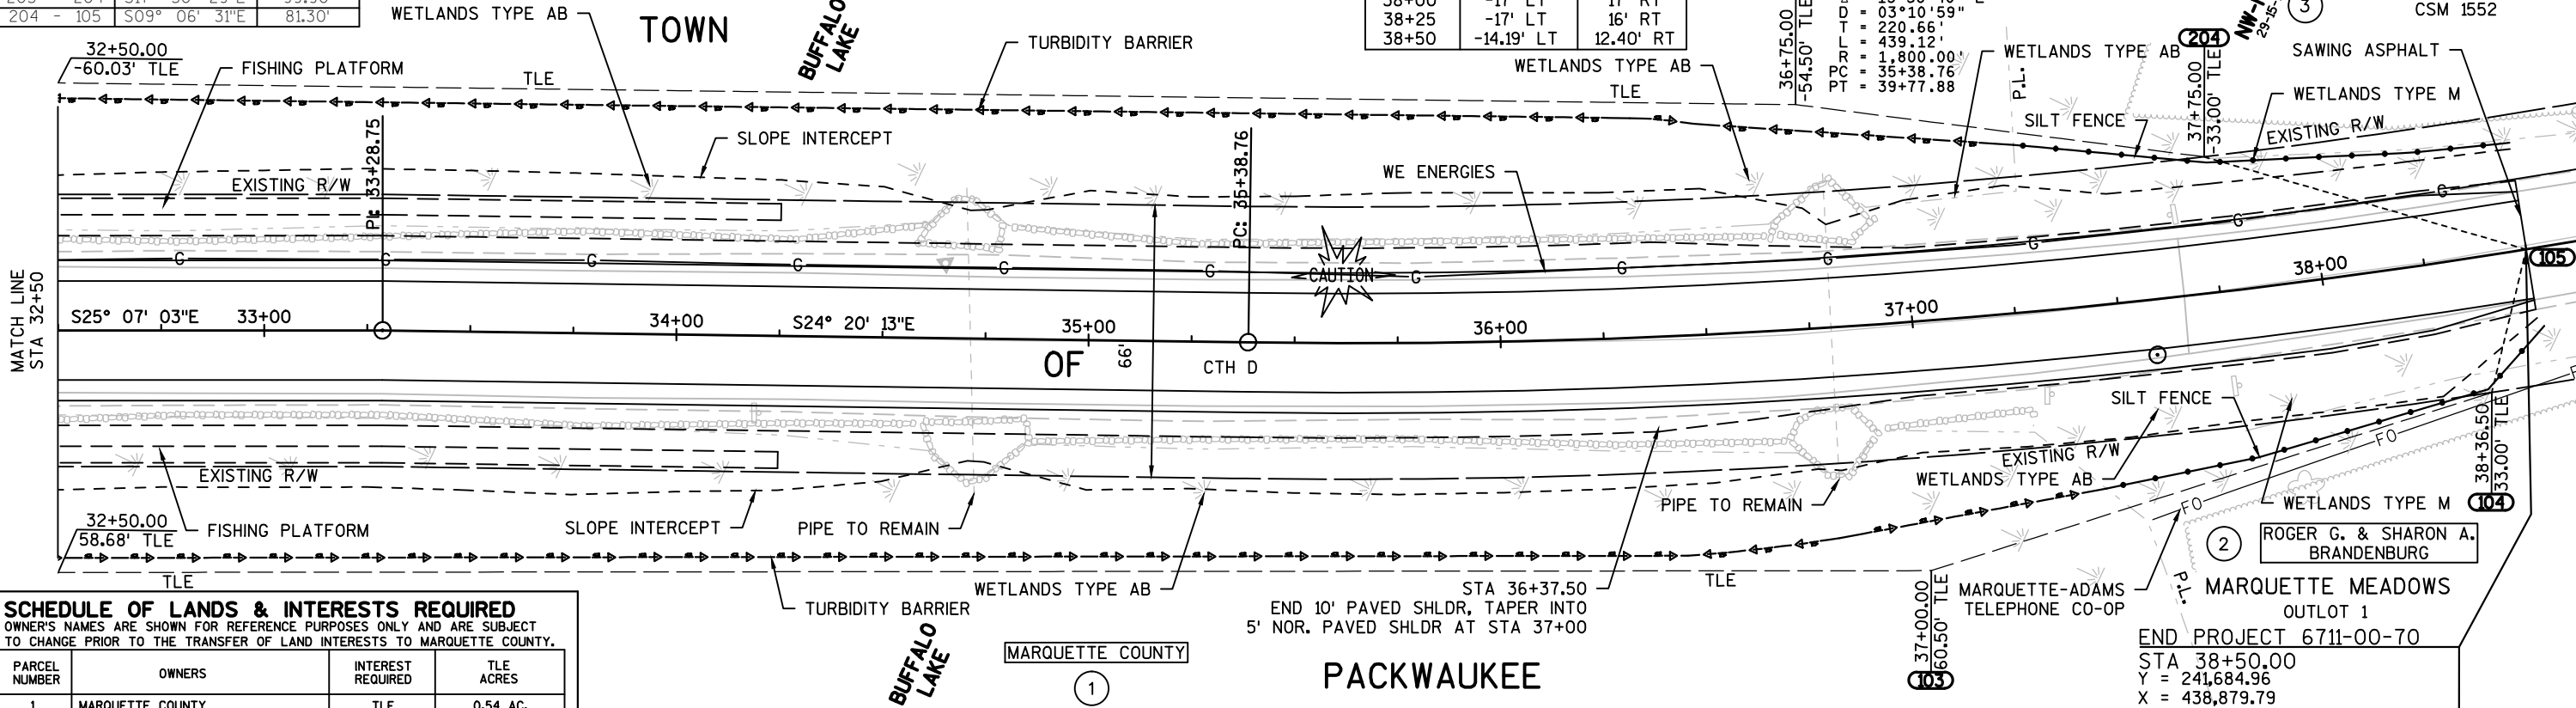 204 - 105 S09° 06' 31"E 81.30'
WETLANDS TYPE AB
TOWN
BUFFALO
LAKE
TURBIDITY BARRIER
38+00 -17' LT 17' RT
38+25 -17' LT 16' RT
38+50 -14.19' LT 12.40' RT
WETLANDS TYPE AB
36+75.00
-54.50' TLE
D = 03°10'59"
T = 220.66'
L = 439.12'
R = 1,800.00'
PC = 35+38.76
PT = 39+77.88
WETLANDS TYPE AB
P.L.
204
37+75.00
-33.00' TLE
3
CSM 1552
SAWING ASPHALT
WETLANDS TYPE M
SILT FENCE
EXISTING R/W
32+50.00
-60.03' TLE
FISHING PLATFORM
TLE
TLE
SLOPE INTERCEPT
PI: 33+28.75
PC: 35+38.76
WE ENERGIES
EXISTING R/W
G G G G G G G G G G G G
CAUTION
105
MATCH LINE
STA 32+50
S25° 07' 03"E
33+00
34+00
S24° 20' 13"E
35+00
36+00
37+00
38+00
OF
66'
CTH D
EXISTING R/W
FISHING PLATFORM
32+50.00
58.68' TLE
TLE
SLOPE INTERCEPT
PIPE TO REMAIN
WETLANDS TYPE AB
TURBIDITY BARRIER
PIPE TO REMAIN
WETLANDS TYPE AB
EXISTING R/W
SILT FENCE
FO
FO
WETLANDS TYPE M
38+36.50
33.00' TLE
104
2
ROGER G. & SHARON A.
BRANDENBURG
STA 36+37.50
END 10' PAVED SHLDR, TAPER INTO
5' NOR. PAVED SHLDR AT STA 37+00
TLE
37+00.00
60.50' TLE
103
MARQUETTE-ADAMS
TELEPHONE CO-OP
P.L.
MARQUETTE MEADOWS
OUTLOT 1
END PROJECT 6711-00-70
STA 38+50.00
Y = 241,684.96
X = 438,879.79
BUFFALO
LAKE
MARQUETTE COUNTY
1
PACKWAUKEE
SCHEDULE OF LANDS & INTERESTS REQUIRED
OWNER'S NAMES ARE SHOWN FOR REFERENCE PURPOSES ONLY AND ARE SUBJECT
TO CHANGE PRIOR TO THE TRANSFER OF LAND INTERESTS TO MARQUETTE COUNTY.
PARCEL
NUMBER
OWNERS
INTEREST
REQUIRED
TLE
ACRES
1 MARQUETTE COUNTY TLE 0.54 AC.